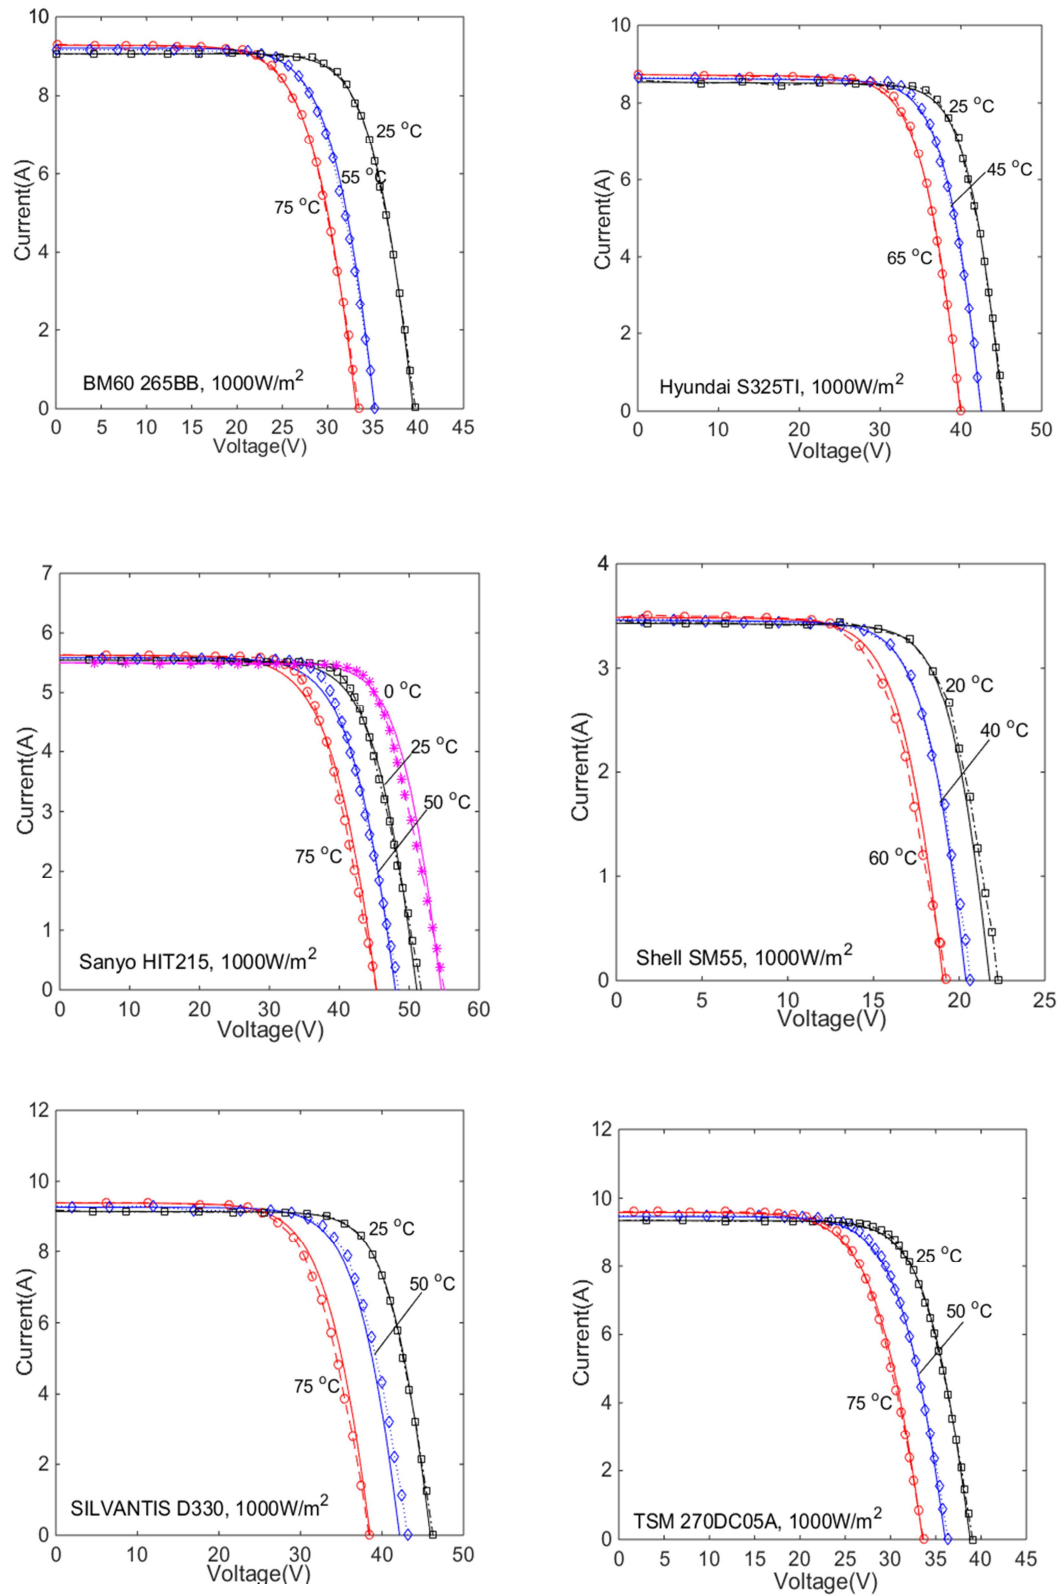 10
8
6
4
2
0
Current(A)
25 °C
55 °C
75 °C
BM60 265BB, 1000W/m²
0 5 10 15 20 25 30 35 40 45
Voltage(V)
10
8
6
4
2
0
Current(A)
25 °C
45 °C
65 °C
Hyundai S325TI, 1000W/m²
0 10 20 30 40 50
Voltage(V)
7
6
5
4
3
2
1
0
Current(A)
0 °C
25 °C
50 °C
75 °C
Sanyo HIT215, 1000W/m²
0 10 20 30 40 50 60
Voltage(V)
4
3
2
1
0
Current(A)
20 °C
40 °C
60 °C
Shell SM55, 1000W/m²
0 5 10 15 20 25
Voltage(V)
12
10
8
6
4
2
0
Current(A)
25 °C
50 °C
75 °C
SILVANTIS D330, 1000W/m²
0 10 20 30 40 50
Voltage(V)
12
10
8
6
4
2
0
Current(A)
25 °C
50 °C
75 °C
TSM 270DC05A, 1000W/m²
0 5 10 15 20 25 30 35 40 45
Voltage(V)